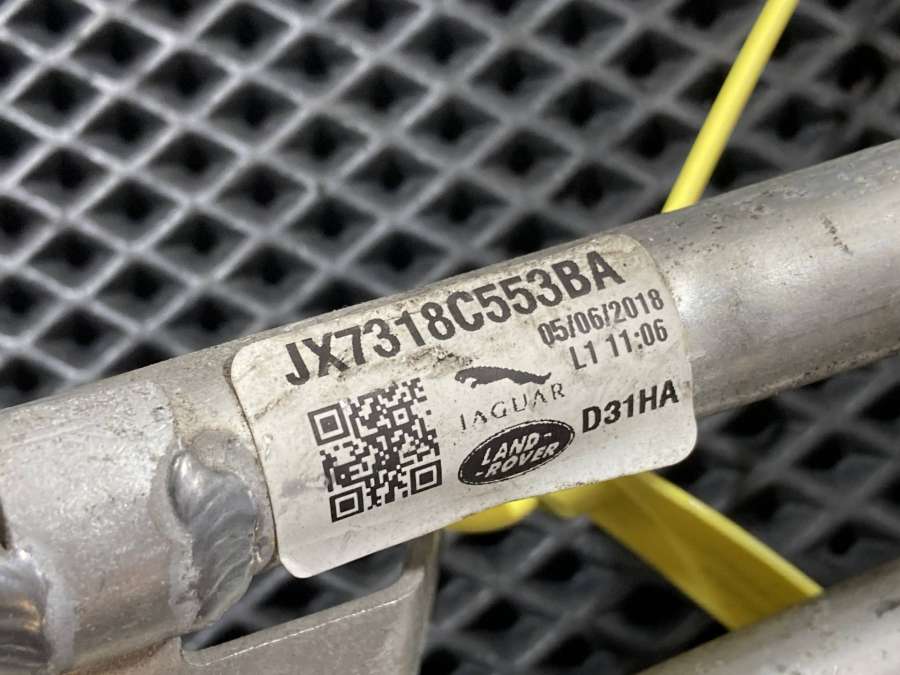 JX7318C553BA
05/06/2018
L1 11:06
JAGUAR
D31HA
LAND-
-ROVER